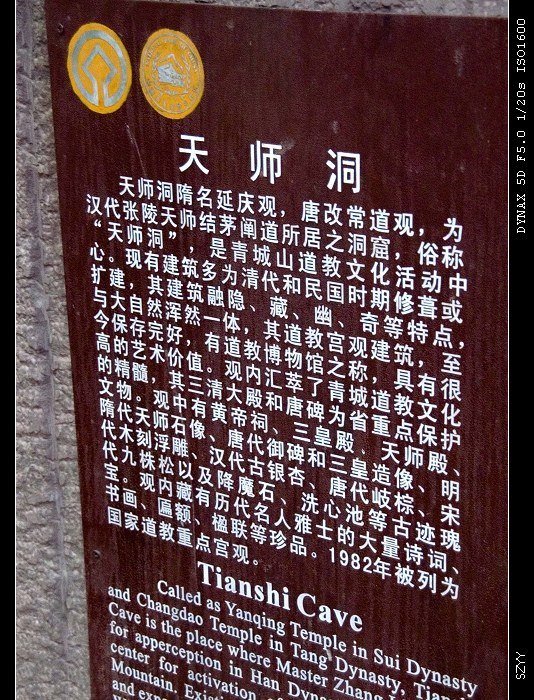 天师洞
天师洞隋名延庆观，唐改常道观，为
汉代张陵天师结茅阐道所居之洞窟，俗称
“天师洞”，是青城山道教文化活动中
心。现有建筑多为清代和民国时期修葺或
扩建，其建筑融隐、藏、幽、奇等特点，
与大自然浑然一体，其道教宫观建筑，至
今保存完好，有道教博物馆之称，具有很
高的艺术价值。观内汇萃了青城道教文化
的精髓，其三清大殿和唐碑为省重点保护
文物。观中有黄帝祠、三皇殿、天师殿、
隋代天师石像、唐代御碑和三皇造像、明
代木刻浮雕、汉代古银杏、唐代岐棕、宋
代九株松以及降魔石、洗心池等古迹瑰
宝。观内藏有历代名人雅士的大量诗词、
书画、匾额、楹联等珍品。1982年被列为
国家道教重点宫观。
Tianshi Cave
Called as Yanqing Temple in Sui Dynasty
and Changdao Temple in Tang Dynasty,
Cave is the place where Master Zhan
for apperception in Han Dyna
center for activation of
Mountain.
and exp
DYNAX 5D F5.0 1/20s ISO1600
SZYY